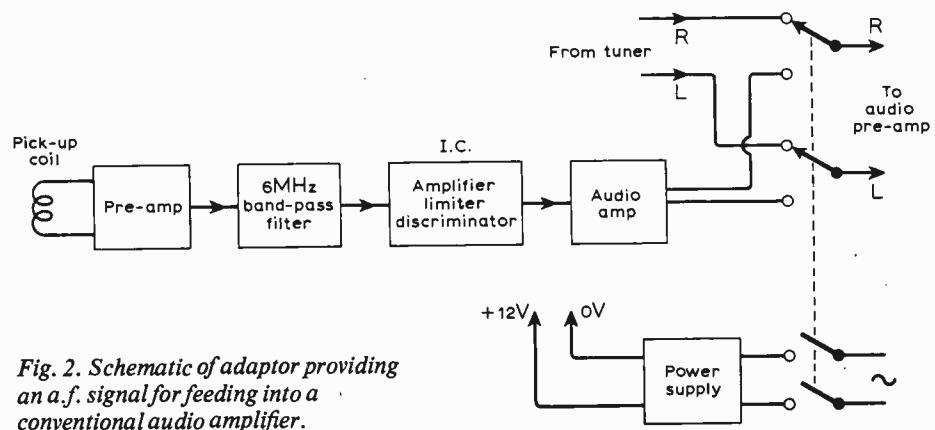 R
From tuner
L
R
To
audio
pre-amp
L
Pick-up
coil
Pre-amp
6MHz
band-pass
filter
I.C.
Amplifier
limiter
discriminator
Audio
amp
+12V
0V
Power
supply
~
Fig. 2. Schematic of adaptor providing
an a.f. signal for feeding into a
conventional audio amplifier.